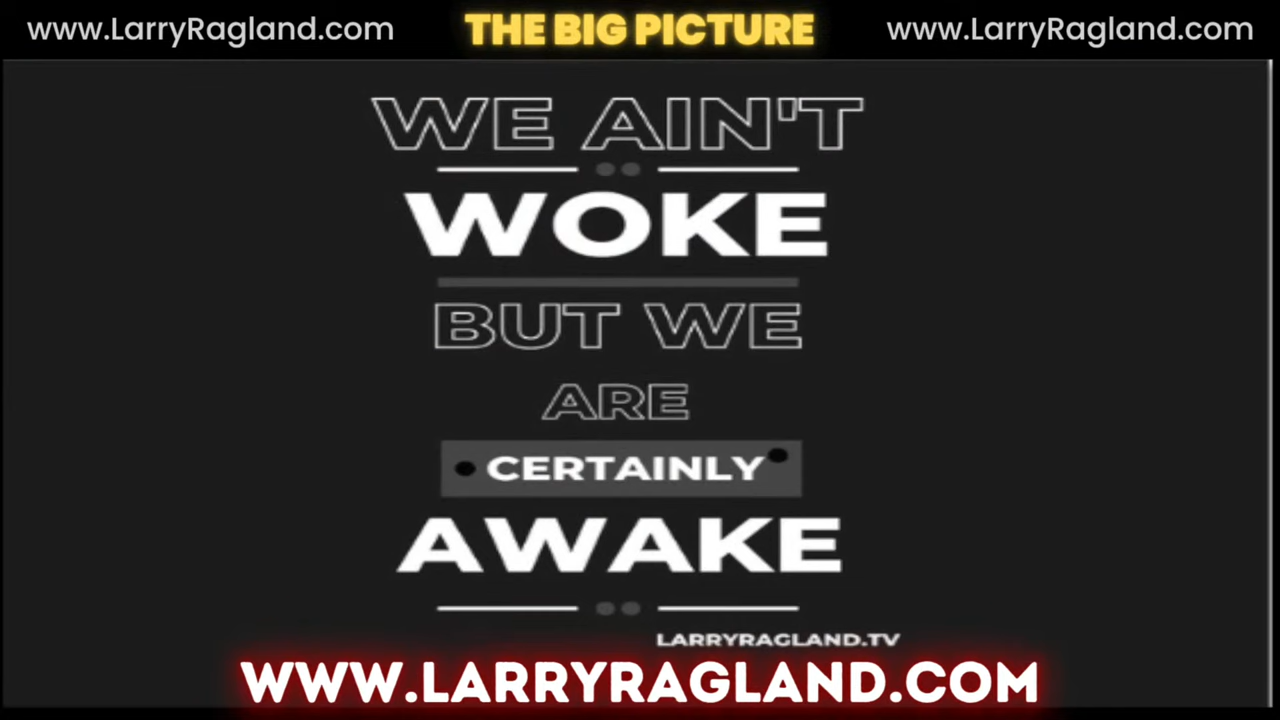 www.LarryRagland.com THE BIG PICTURE www.LarryRagland.com
WE AIN'T
WOKE
BUT WE
ARE
CERTAINLY
AWAKE
LARRYRAGLAND.TV
WWW.LARRYRAGLAND.COM